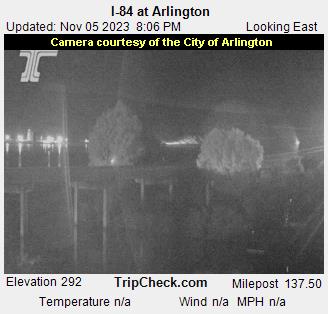 I-84 at Arlington
Updated: Nov 05 2023 8:06 PM Looking East
Camera courtesy of the City of Arlington
Elevation 292 TripCheck.com Milepost 137.50
Temperature n/a Wind n/a MPH n/a